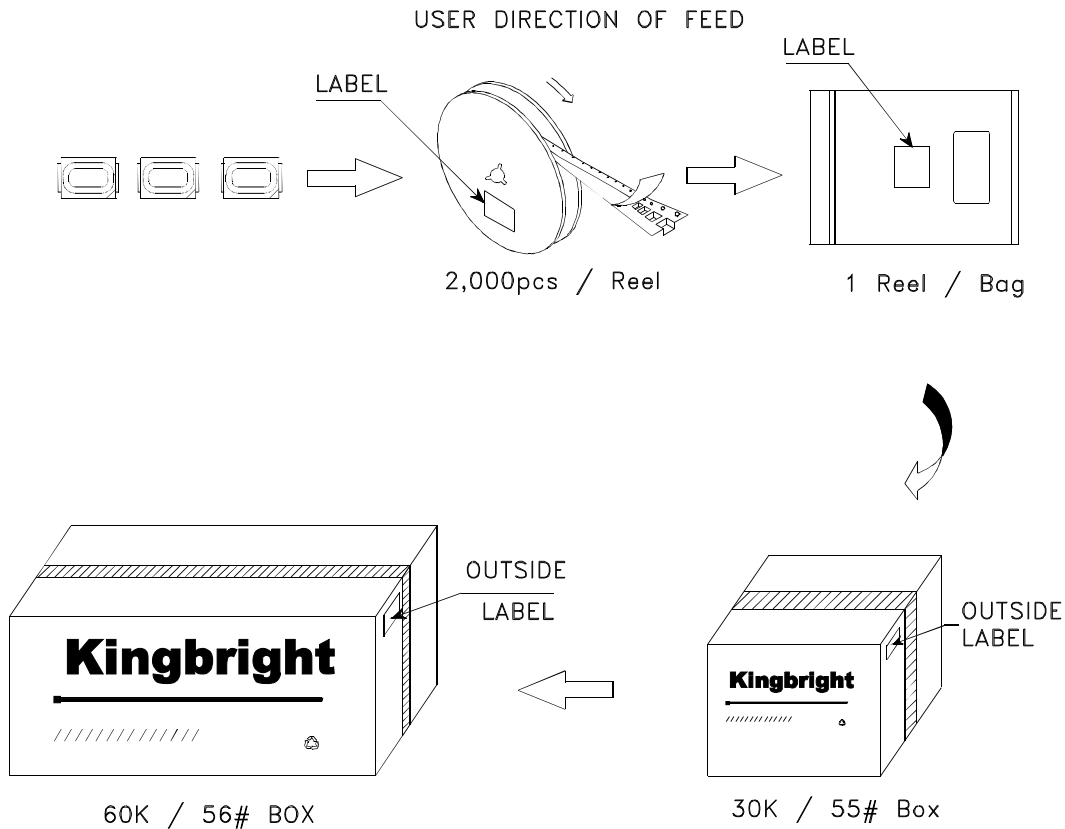 USER DIRECTION OF FEED
LABEL
LABEL
2,000pcs / Reel
1 Reel / Bag
OUTSIDE
LABEL
OUTSIDE
LABEL
Kingbright
Kingbright
60K / 56# BOX
30K / 55# Box